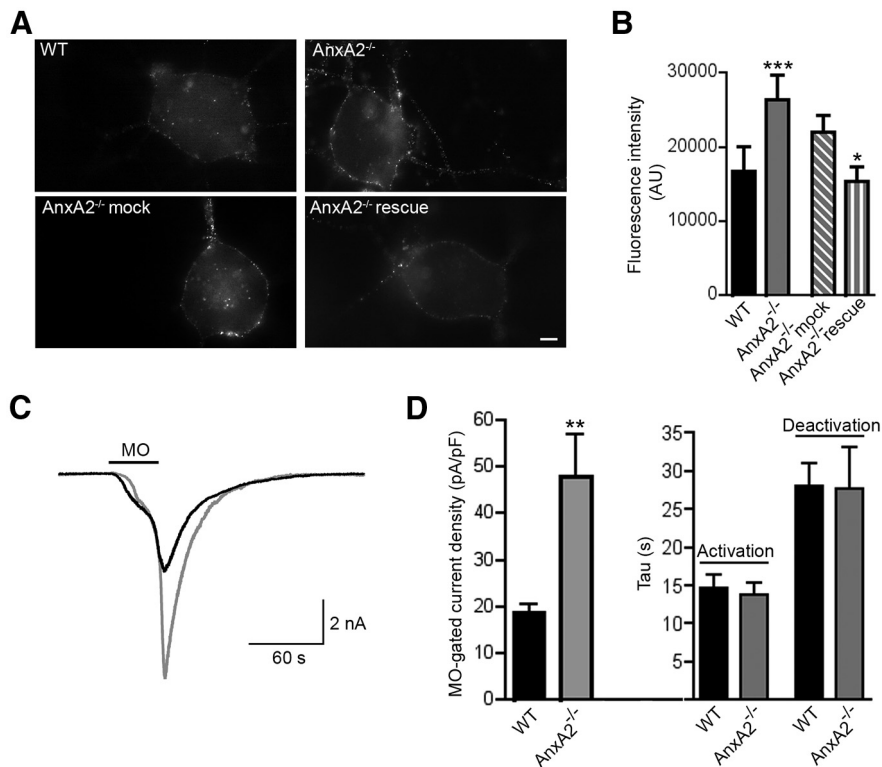 A
WT
AnxA2-/-
AnxA2-/- mock
AnxA2-/- rescue
B
Fluorescence intensity
(AU)
30000
20000
10000
0
***
*
WT
AnxA2-/-
AnxA2-/- mock
AnxA2-/- rescue
C
MO
2 nA
60 s
D
MO-gated current density (pA/pF)
60
50
40
30
20
10
0
**
WT
AnxA2-/-
Tau (s)
35
30
25
20
15
10
5
Activation
Deactivation
WT
AnxA2-/-
WT
AnxA2-/-